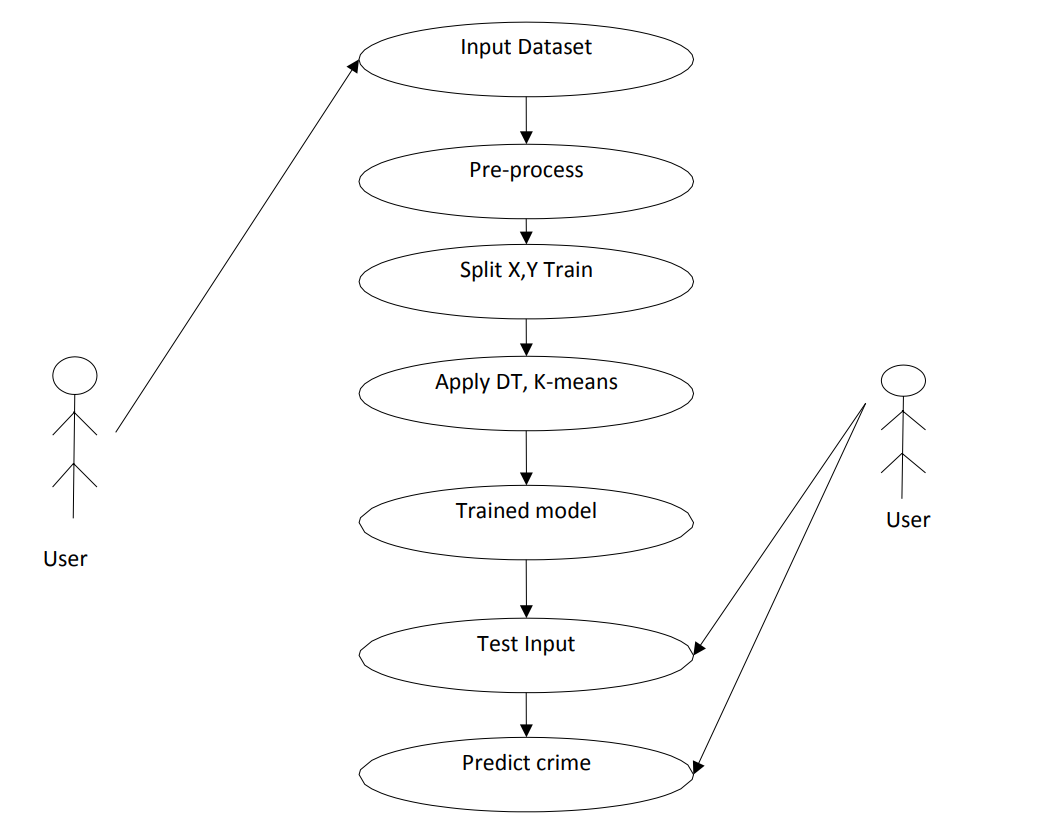 Input Dataset
Pre-process
Split X,Y Train
Apply DT, K-means
Trained model
User
User
Test Input
Predict crime